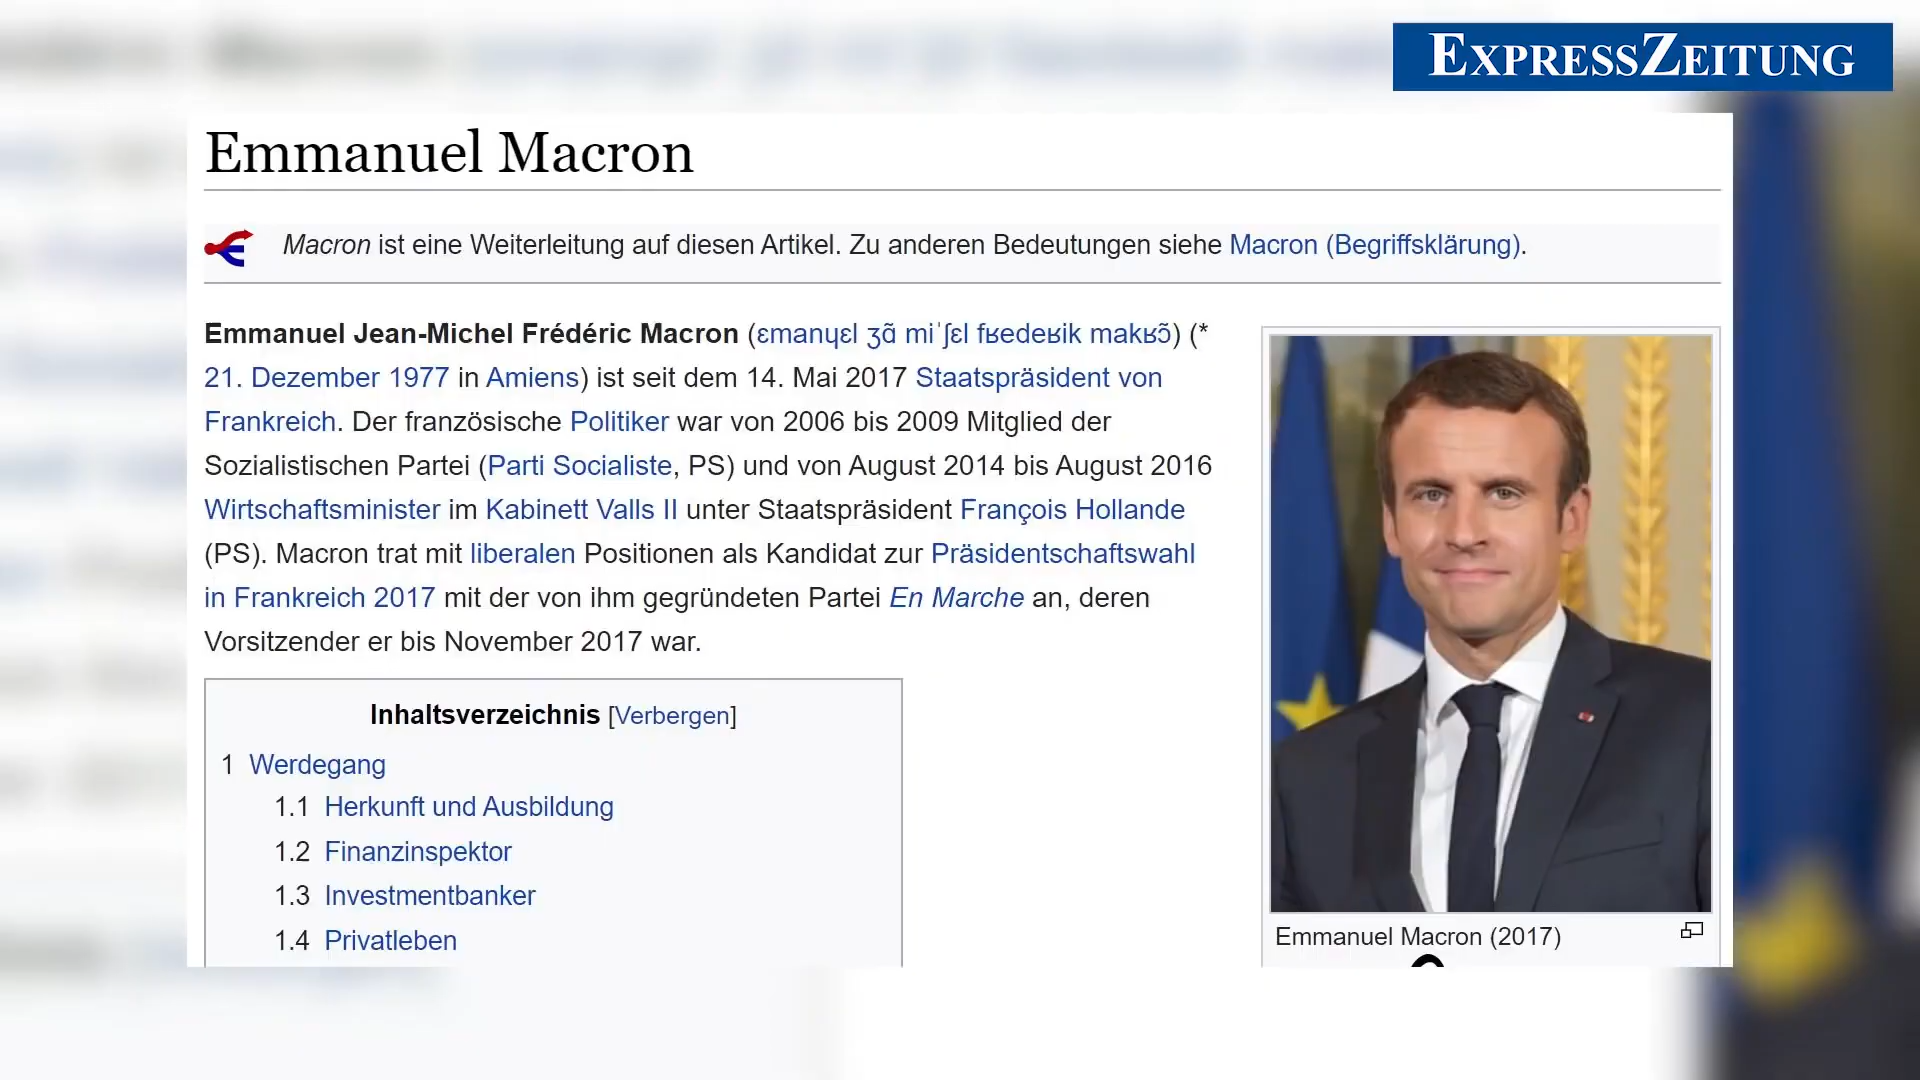 EXPRESSZEITUNG
Emmanuel Macron
Macron ist eine Weiterleitung auf diesen Artikel. Zu anderen Bedeutungen siehe Macron (Begriffsklärung).
Emmanuel Jean-Michel Frédéric Macron (ɛmanɥɛl ʒɑ̃ miˈʃɛl fʁedeʁik makʁɔ̃) (*
21. Dezember 1977 in Amiens) ist seit dem 14. Mai 2017 Staatspräsident von
Frankreich. Der französische Politiker war von 2006 bis 2009 Mitglied der
Sozialistischen Partei (Parti Socialiste, PS) und von August 2014 bis August 2016
Wirtschaftsminister im Kabinett Valls II unter Staatspräsident François Hollande
(PS). Macron trat mit liberalen Positionen als Kandidat zur Präsidentschaftswahl
in Frankreich 2017 mit der von ihm gegründeten Partei En Marche an, deren
Vorsitzender er bis November 2017 war.
Inhaltsverzeichnis [Verbergen]
1 Werdegang
1.1 Herkunft und Ausbildung
1.2 Finanzinspektor
1.3 Investmentbanker
1.4 Privatleben
Emmanuel Macron (2017)